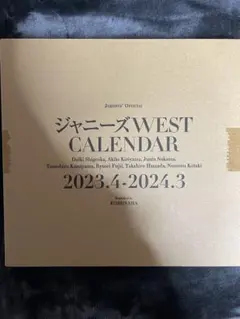 Johnnys' Official
ジャニーズWEST
CALENDAR
Daiki Shigeoka, Akito Kiriyama, Junta Nakama,
Tomohiro Kamiyama, Ryusei Fujii, Takahiro Hamada, Nozomu Kotaki
2023.4-2024.3